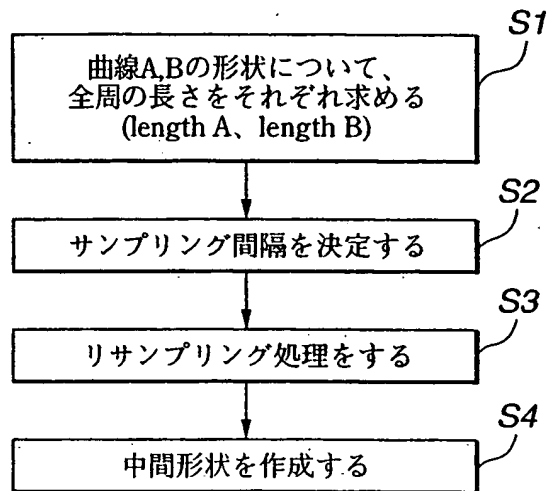 S1
曲線A,Bの形状について、
全周の長さをそれぞれ求める
(length A、length B)
S2
サンプリング間隔を決定する
S3
リサンプリング処理をする
S4
中間形状を作成する